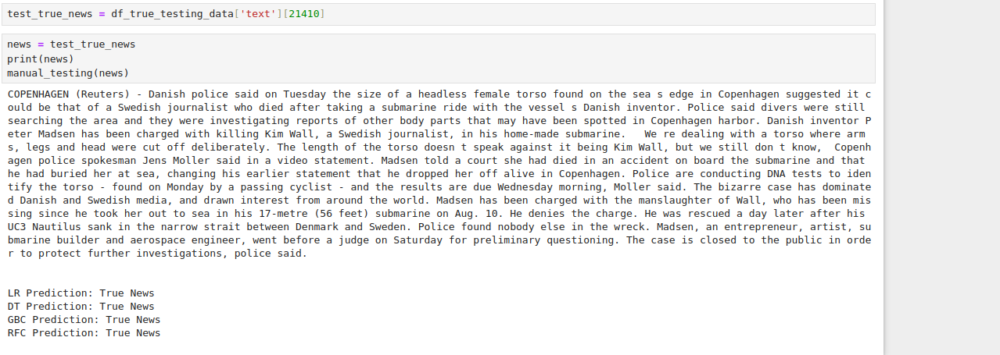 test_true_news = df_true_testing_data['text'][21410]
news = test_true_news
print(news)
manual_testing(news)
COPENHAGEN (Reuters) - Danish police said on Tuesday the size of a headless female torso found on the sea s edge in Copenhagen suggested it c
ould be that of a Swedish journalist who died after taking a submarine ride with the vessel s Danish inventor. Police said divers were still
searching the area and they were investigating reports of other body parts that may have been spotted in Copenhagen harbor. Danish inventor P
eter Madsen has been charged with killing Kim Wall, a Swedish journalist, in his home-made submarine.   We re dealing with a torso where arm
s, legs and head were cut off deliberately. The length of the torso doesn t speak against it being Kim Wall, but we still don t know,  Copenh
agen police spokesman Jens Moller said in a video statement. Madsen told a court she had died in an accident on board the submarine and that
he had buried her at sea, changing his earlier statement that he dropped her off alive in Copenhagen. Police are conducting DNA tests to iden
tify the torso - found on Monday by a passing cyclist - and the results are due Wednesday morning, Moller said. The bizarre case has dominate
d Danish and Swedish media, and drawn interest from around the world. Madsen has been charged with the manslaughter of Wall, who has been mis
sing since he took her out to sea in his 17-metre (56 feet) submarine on Aug. 10. He denies the charge. He was rescued a day later after his
UC3 Nautilus sank in the narrow strait between Denmark and Sweden. Police found nobody else in the wreck. Madsen, an entrepreneur, artist, su
bmarine builder and aerospace engineer, went before a judge on Saturday for preliminary questioning. The case is closed to the public in orde
r to protect further investigations, police said.
LR Prediction: True News
DT Prediction: True News
GBC Prediction: True News
RFC Prediction: True News